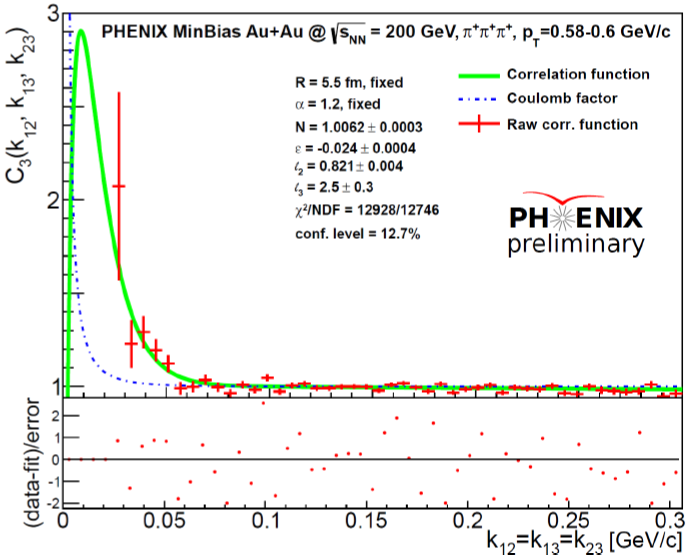 PHENIX MinBias Au+Au @ √sNN = 200 GeV, π⁺π⁺π⁺, pT=0.58-0.6 GeV/c
R = 5.5 fm, fixed
α = 1.2, fixed
N = 1.0062 ± 0.0003
ε = -0.024 ± 0.0004
ℓ₂ = 0.821 ± 0.004
ℓ₃ = 2.5 ± 0.3
χ²/NDF = 12928/12746
conf. level = 12.7%
Correlation function
Coulomb factor
Raw corr. function
PHENIX
preliminary
C₃(k₁₂, k₁₃, k₂₃)
3
2
1
(data-fit)/error
2
1
0
-1
-2
0 0.05 0.1 0.15 0.2 0.25 0.3
k₁₂=k₁₃=k₂₃ [GeV/c]